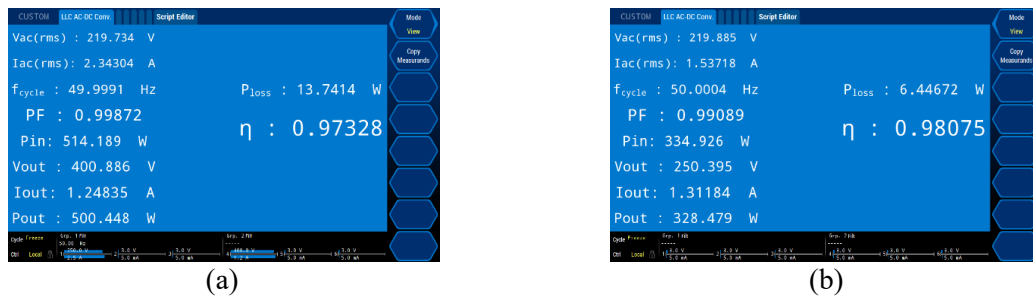 CUSTOM LLC AC-DC Conv. Script Editor
Mode
View
Vac(rms) : 219.734 V
Copy
Measurands
Iac(rms): 2.34304 A
fcycle : 49.9991 Hz
Ploss : 13.7414 W
PF : 0.99872
η : 0.97328
Pin: 514.189 W
Vout : 400.886 V
Iout: 1.24835 A
Pout : 500.448 W
Cycle Freeze
Ctrl Local
(a)
CUSTOM LLC AC-DC Conv. Script Editor
Mode
View
Vac(rms) : 219.885 V
Copy
Measurands
Iac(rms): 1.53718 A
fcycle : 50.0004 Hz
Ploss : 6.44672 W
PF : 0.99089
η : 0.98075
Pin: 334.926 W
Vout : 250.395 V
Iout: 1.31184 A
Pout : 328.479 W
Cycle Freeze
Ctrl Local
(b)